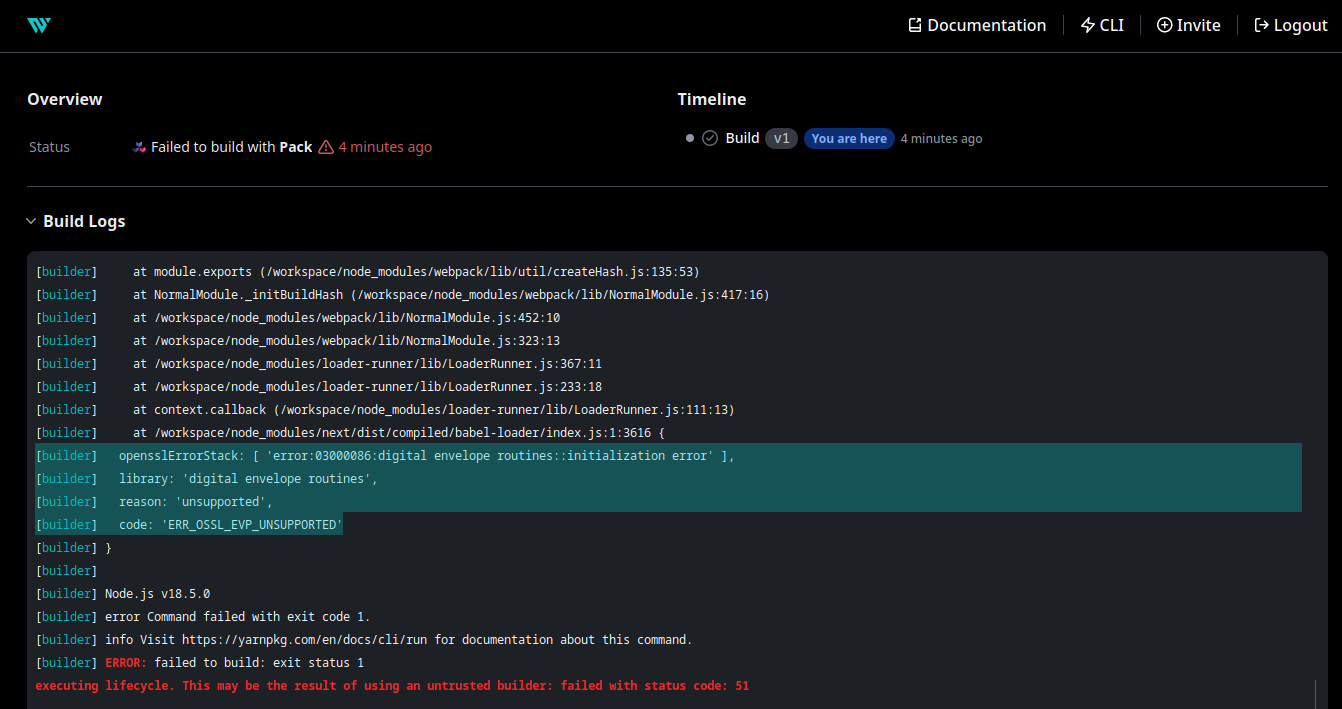 Documentation
CLI
Invite
Logout
Overview
Status
Failed to build with Pack
4 minutes ago
Timeline
Build v1 You are here 4 minutes ago
Build Logs
[builder]     at module.exports (/workspace/node_modules/webpack/lib/util/createHash.js:135:53)
[builder]     at NormalModule._initBuildHash (/workspace/node_modules/webpack/lib/NormalModule.js:417:16)
[builder]     at /workspace/node_modules/webpack/lib/NormalModule.js:452:10
[builder]     at /workspace/node_modules/webpack/lib/NormalModule.js:323:13
[builder]     at /workspace/node_modules/loader-runner/lib/LoaderRunner.js:367:11
[builder]     at /workspace/node_modules/loader-runner/lib/LoaderRunner.js:233:18
[builder]     at context.callback (/workspace/node_modules/loader-runner/lib/LoaderRunner.js:111:13)
[builder]     at /workspace/node_modules/next/dist/compiled/babel-loader/index.js:1:3616 {
[builder]   opensslErrorStack: [ 'error:03000086:digital envelope routines::initialization error' ],
[builder]   library: 'digital envelope routines',
[builder]   reason: 'unsupported',
[builder]   code: 'ERR_OSSL_EVP_UNSUPPORTED'
[builder] }
[builder]
[builder] Node.js v18.5.0
[builder] error Command failed with exit code 1.
[builder] info Visit https://yarnpkg.com/en/docs/cli/run for documentation about this command.
[builder] ERROR: failed to build: exit status 1
executing lifecycle. This may be the result of using an untrusted builder: failed with status code: 51